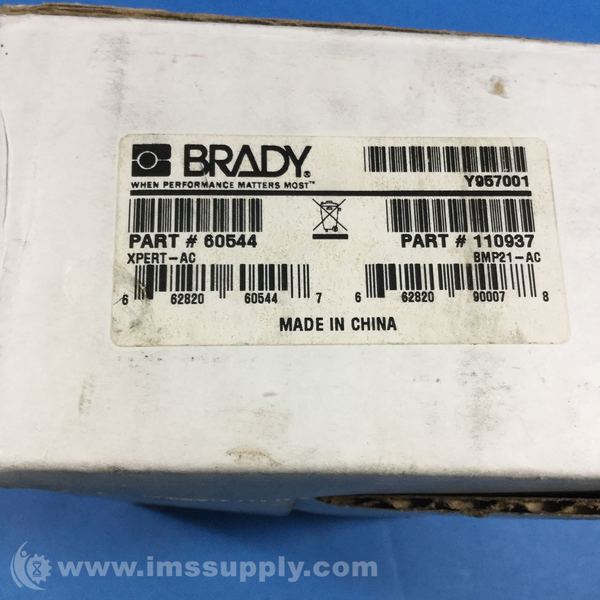 BRADY®
WHEN PERFORMANCE MATTERS MOST™
Y957001
PART # 60544
PART # 110937
XPERT-AC
BMP21-AC
6 62820 60544 7
6 62820 90007 8
MADE IN CHINA
www.imssupply.com